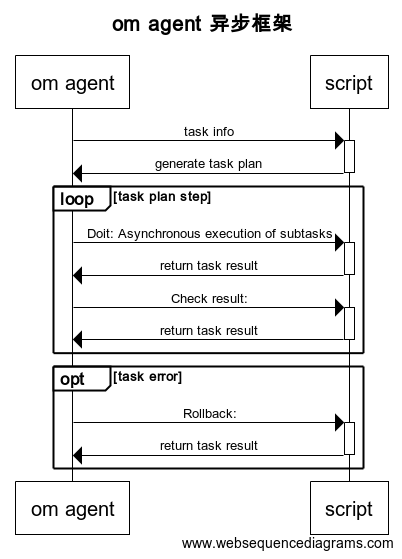 om agent 异步框架
om agent script
task info
generate task plan
loop [task plan step]
Doit: Asynchronous execution of subtasks
return task result
Check result:
return task result
opt [task error]
Rollback:
return task result
om agent script
www.websequencediagrams.com